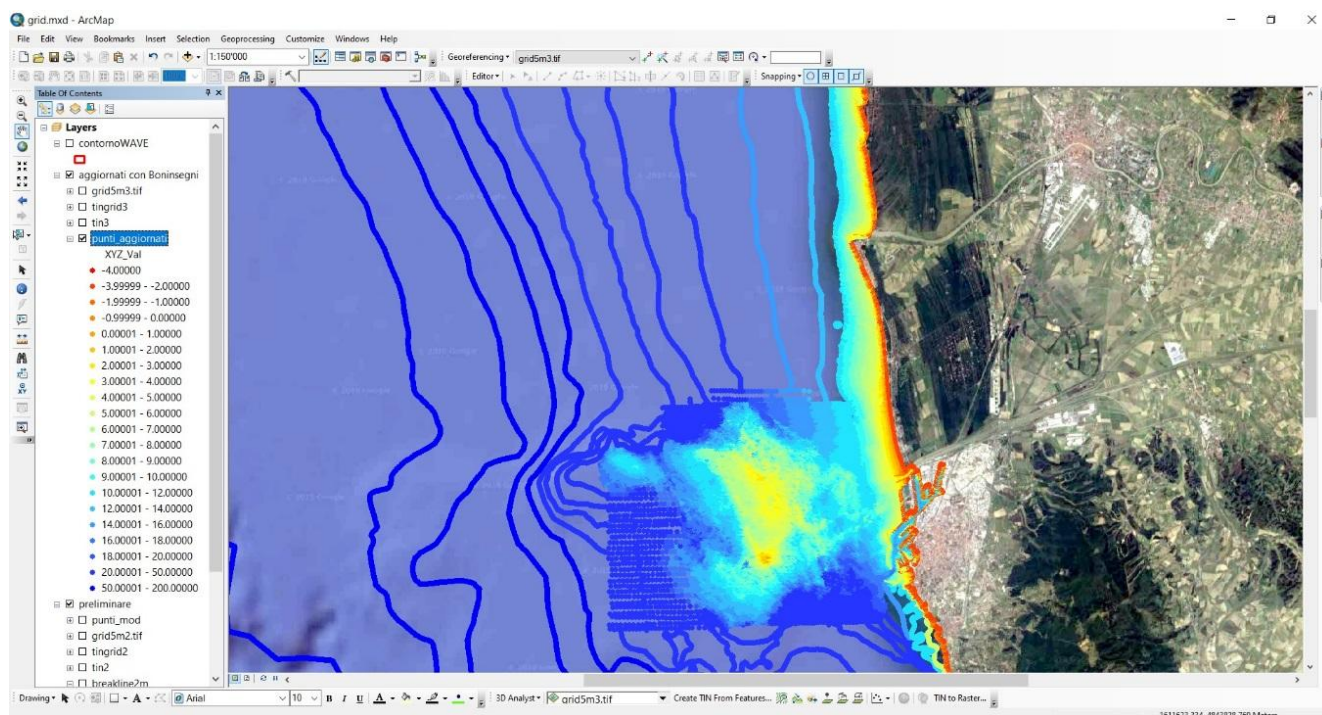 grid.mxd - ArcMap
File Edit View Bookmarks Insert Selection Geoprocessing Customize Windows Help
1:150'000 Georeferencing grid5m3.tif
Editor Snapping
Table Of Contents
Layers
contornoWAVE
aggiornati con Boninsegni
grid5m3.tif
tingrid3
tin3
punti_aggiornati
XYZ_Val
-4.00000
-3.99999 - -2.00000
-1.99999 - -1.00000
-0.99999 - 0.00000
0.00001 - 1.00000
1.00001 - 2.00000
2.00001 - 3.00000
3.00001 - 4.00000
4.00001 - 5.00000
5.00001 - 6.00000
6.00001 - 7.00000
7.00001 - 8.00000
8.00001 - 9.00000
9.00001 - 10.00000
10.00001 - 12.00000
12.00001 - 14.00000
14.00001 - 16.00000
16.00001 - 18.00000
18.00001 - 20.00000
20.00001 - 50.00000
50.00001 - 200.00000
preliminare
punti_mod
grid5m2.tif
tingrid2
tin2
breakline2m
Drawing A Arial 10 B I U A 3D Analyst grid5m3.tif Create TIN From Features... TIN to Raster...